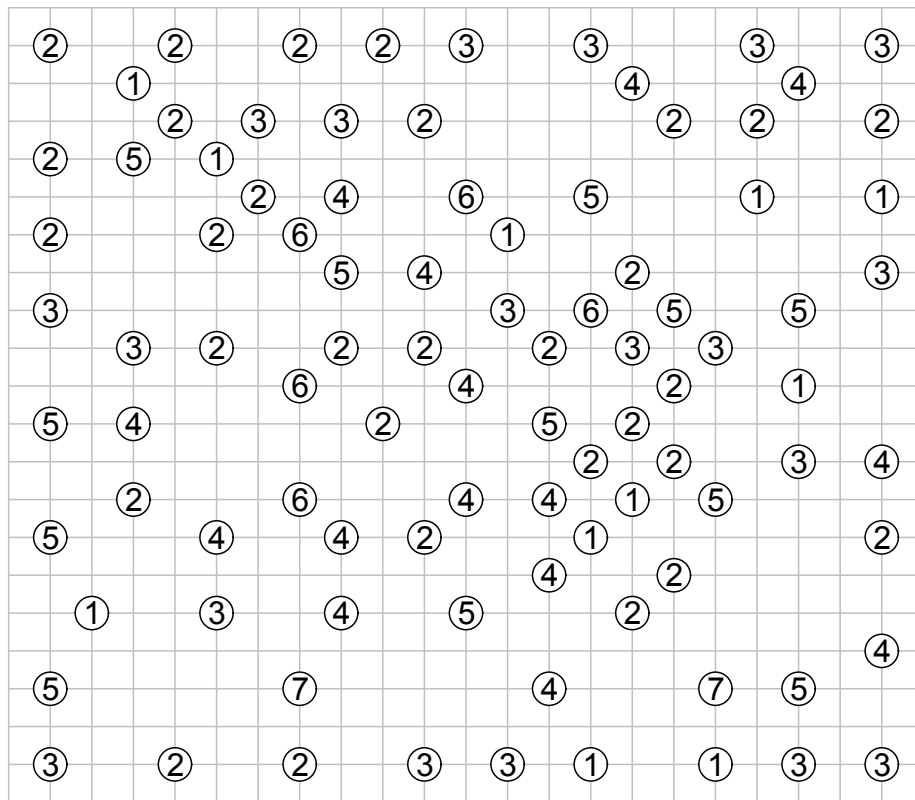 2 2 2 2 3 3 3 3
1 4 4
2 3 3 2 2 2 2
2 5 1
2 4 6 5 1 1
2 2 6 1
5 4 2 3
3 3 6 5 5
3 2 2 2 2 3 3
6 4 2 1
5 4 2 5 2
2 2 3 4
2 6 4 4 1 5
5 4 4 2 1 2
4 2
1 3 4 5 2
4
5 7 4 7 5
3 2 2 3 3 1 1 3 3